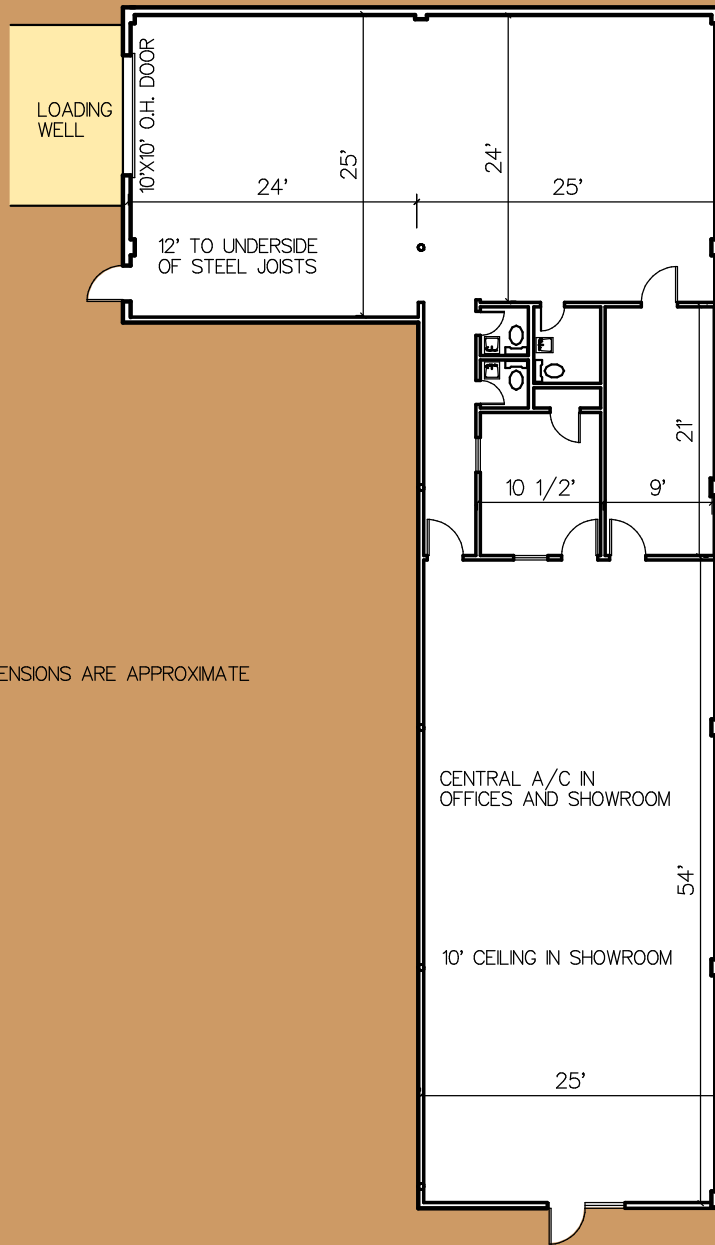 LOADING
WELL
10'X10' O.H. DOOR
24'
25'
24'
25'
12' TO UNDERSIDE
OF STEEL JOISTS
21'
10 1/2'
9'
ENSIONS ARE APPROXIMATE
CENTRAL A/C IN
OFFICES AND SHOWROOM
54'
10' CEILING IN SHOWROOM
25'